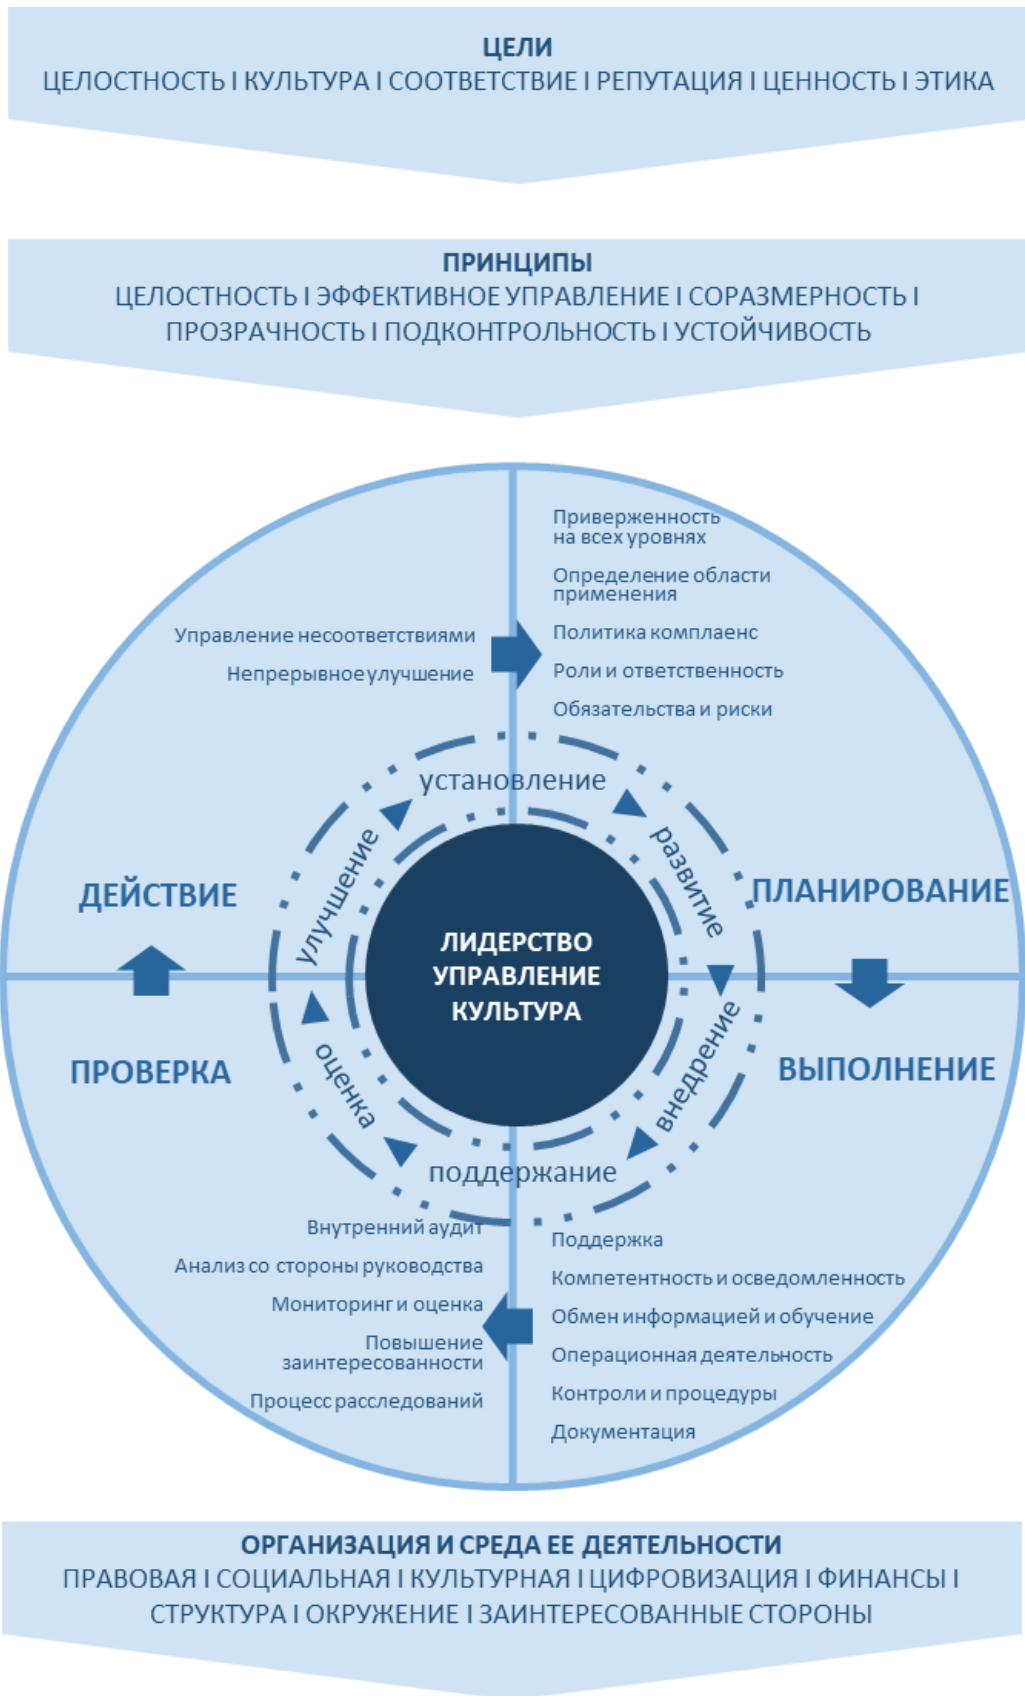 ЦЕЛИ
ЦЕЛОСТНОСТЬ I КУЛЬТУРА I СООТВЕТСТВИЕ I РЕПУТАЦИЯ I ЦЕННОСТЬ I ЭТИКА
ПРИНЦИПЫ
ЦЕЛОСТНОСТЬ I ЭФФЕКТИВНОЕ УПРАВЛЕНИЕ I СОРАЗМЕРНОСТЬ I
ПРОЗРАЧНОСТЬ I ПОДКОНТРОЛЬНОСТЬ I УСТОЙЧИВОСТЬ
Управление несоответствиями
Непрерывное улучшение
Приверженность
на всех уровнях
Определение области
применения
Политика комплаенс
Роли и ответственность
Обязательства и риски
установление
развитие
внедрение
поддержание
оценка
улучшение
ДЕЙСТВИЕ
ПЛАНИРОВАНИЕ
ЛИДЕРСТВО
УПРАВЛЕНИЕ
КУЛЬТУРА
ПРОВЕРКА
ВЫПОЛНЕНИЕ
Внутренний аудит
Анализ со стороны руководства
Мониторинг и оценка
Повышение
заинтересованности
Процесс расследований
Поддержка
Компетентность и осведомленность
Обмен информацией и обучение
Операционная деятельность
Контроли и процедуры
Документация
ОРГАНИЗАЦИЯ И СРЕДА ЕЕ ДЕЯТЕЛЬНОСТИ
ПРАВОВАЯ I СОЦИАЛЬНАЯ I КУЛЬТУРНАЯ I ЦИФРОВИЗАЦИЯ I ФИНАНСЫ I
СТРУКТУРА I ОКРУЖЕНИЕ I ЗАИНТЕРЕСОВАННЫЕ СТОРОНЫ